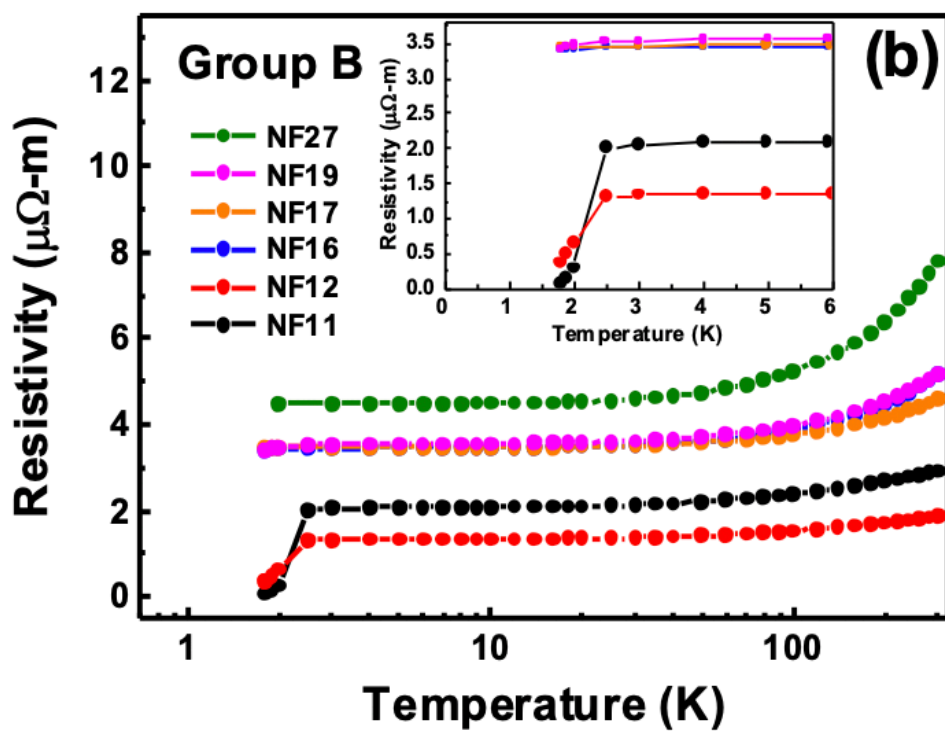 (b)
Group B
NF27
NF19
NF17
NF16
NF12
NF11
Resistivity (μΩ-m)
12
10
8
6
4
2
0
1
10
100
Temperature (K)
Resistivity (μΩ-m)
3.5
3.0
2.5
2.0
1.5
1.0
0.5
0.0
0
1
2
3
4
5
6
Temperature (K)